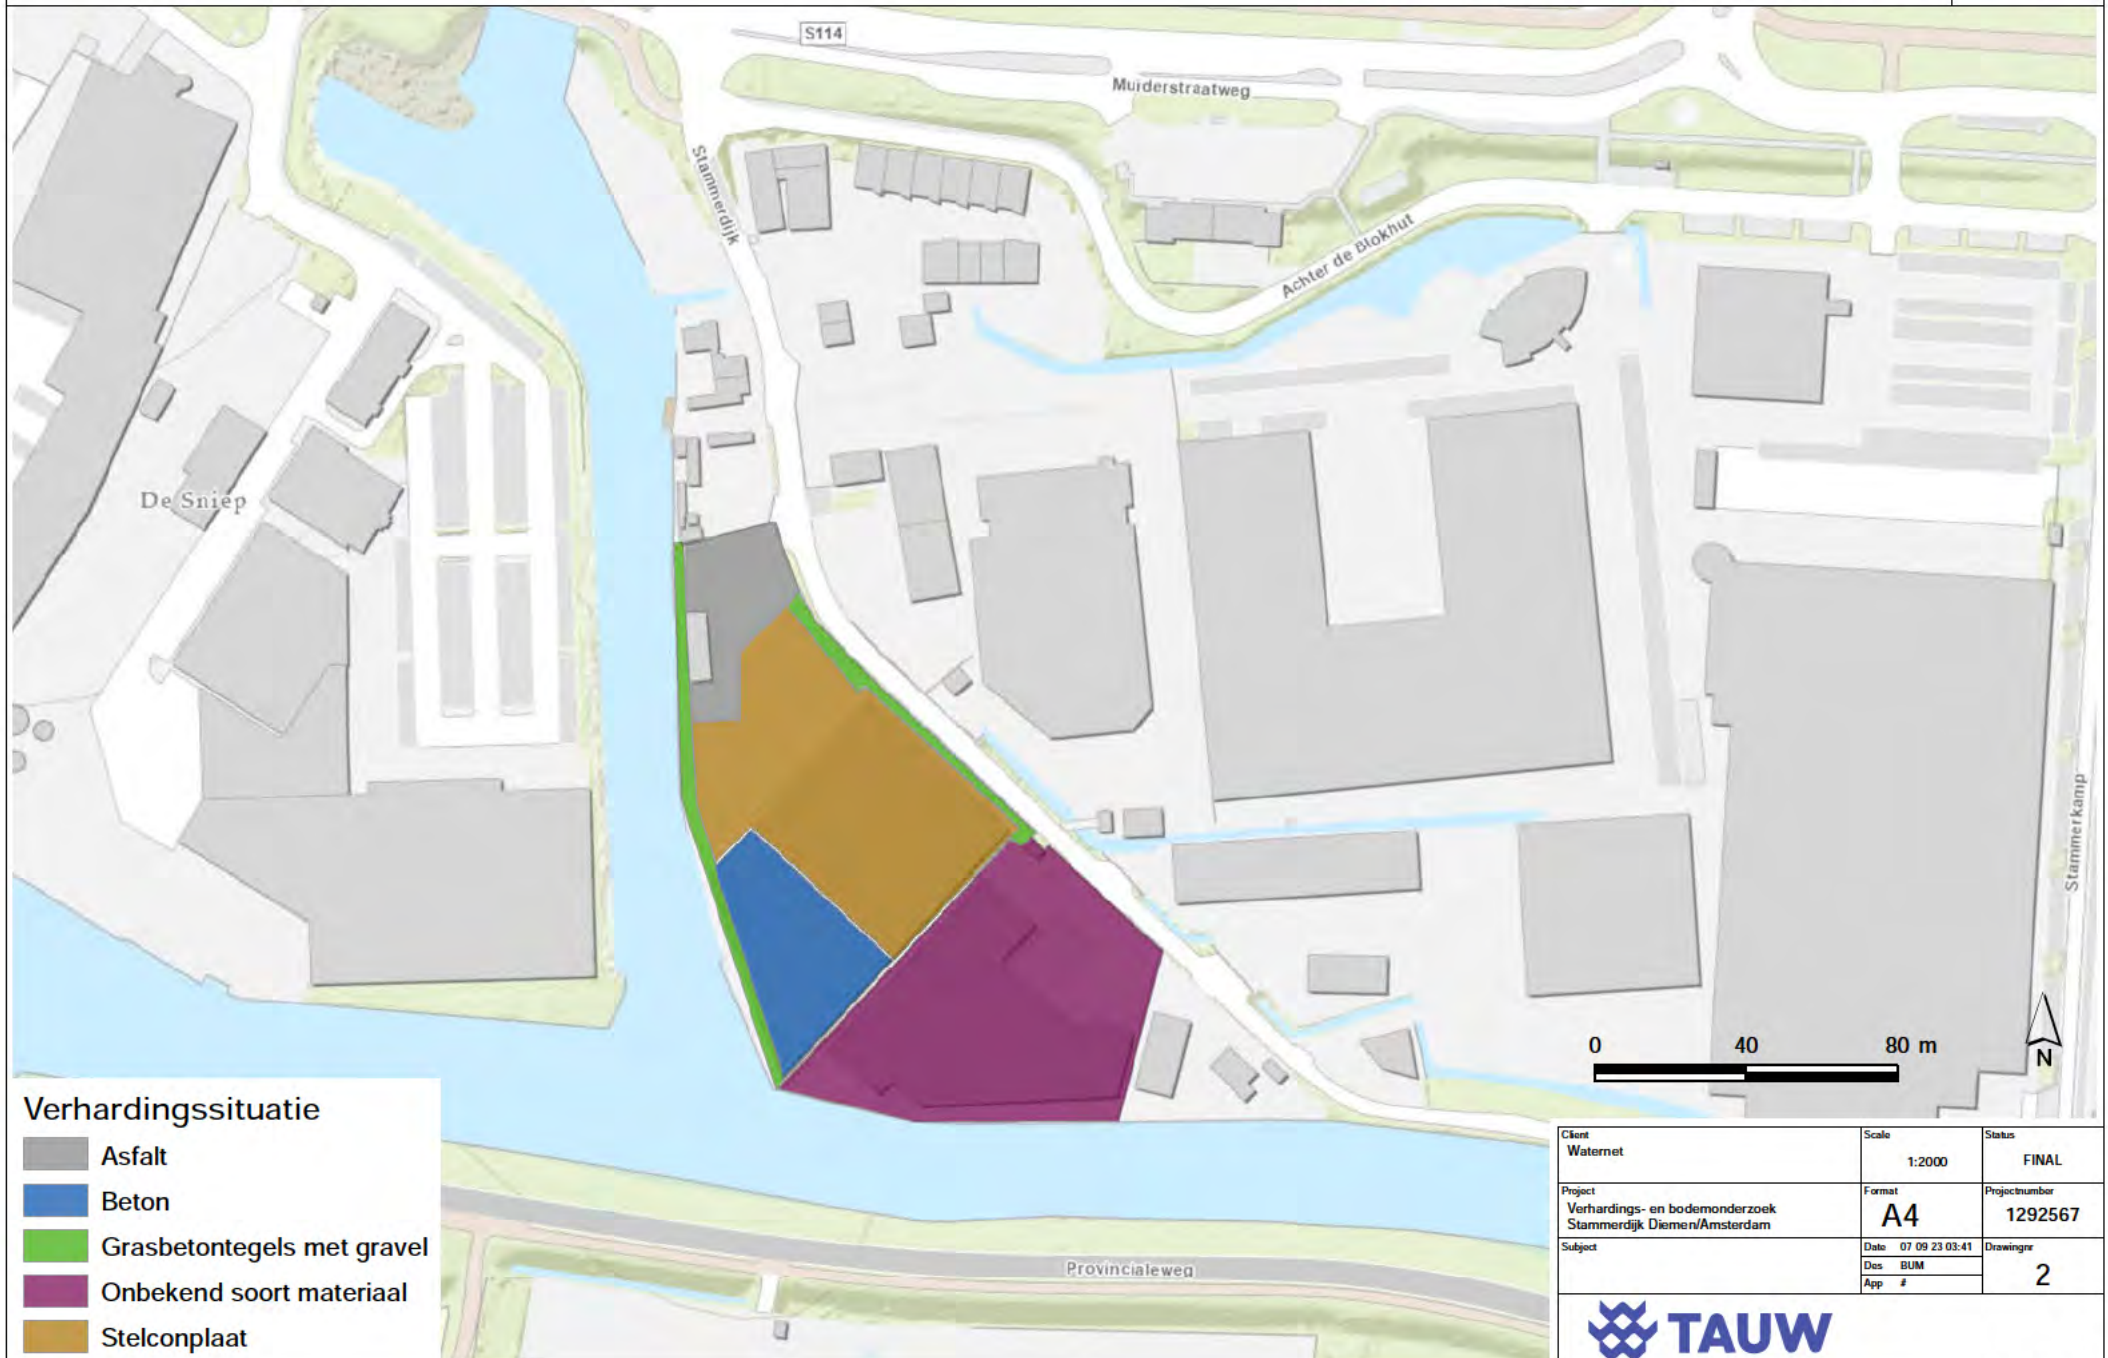 S114
Muiderstraatweg
Stammerdijk
Achter de Blokhut
De Sniep
Stammerkamp
0 40 80 m
N
Provincialeweg
Verhardingssituatie
Asfalt
Beton
Grasbetontegels met gravel
Onbekend soort materiaal
Stelconplaat
Client
Waternet
Scale
1:2000
Status
FINAL
Project
Verhardings- en bodemonderzoek
Stammerdijk Diemen/Amsterdam
Format
A4
Projectnumber
1292567
Subject
Date 07 09 23 03:41
Des BUM
App #
Drawingnr
2
TAUW